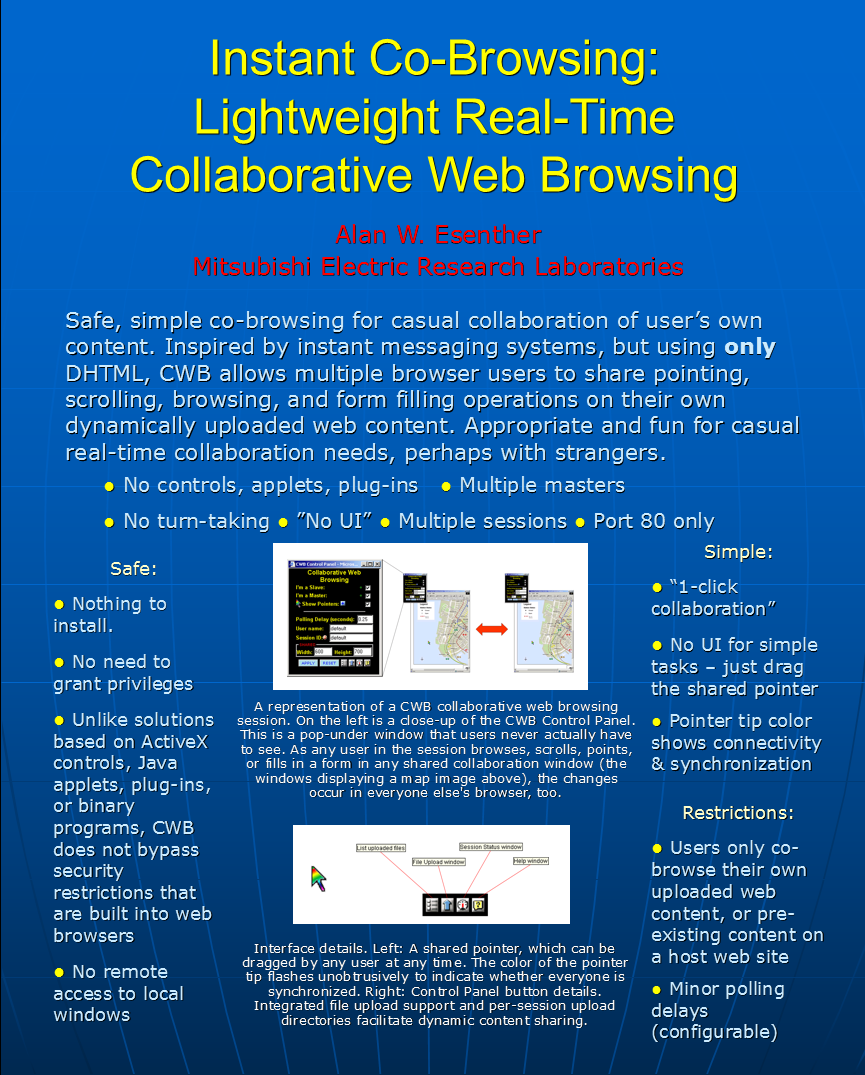 Instant Co-Browsing:
Lightweight Real-Time
Collaborative Web Browsing
Alan W. Esenther
Mitsubishi Electric Research Laboratories
Safe, simple co-browsing for casual collaboration of user’s own
content. Inspired by instant messaging systems, but using only
DHTML, CWB allows multiple browser users to share pointing,
scrolling, browsing, and form filling operations on their own
dynamically uploaded web content. Appropriate and fun for casual
real-time collaboration needs, perhaps with strangers.
● No controls, applets, plug-ins ● Multiple masters
● No turn-taking ● ”No UI” ● Multiple sessions ● Port 80 only
Safe:
● Nothing to
install.
● No need to
grant privileges
● Unlike solutions
based on ActiveX
controls, Java
applets, plug-ins,
or binary
programs, CWB
does not bypass
security
restrictions that
are built into web
browsers
● No remote
access to local
windows
CWB Control Panel -
Collaborative Web
Browsing
I'm a Slave:
I'm a Master:
Show Pointers:
Polling Delay (seconds): 0.25
User name: default
Session ID: default
Width: 600 Height: 700
APPLY RESET
A representation of a CWB collaborative web browsing
session. On the left is a close-up of the CWB Control Panel.
This is a pop-under window that users never actually have
to see. As any user in the session browses, scrolls, points,
or fills in a form in any shared collaboration window (the
windows displaying a map image above), the changes
occur in everyone else's browser, too.
List uploaded files
File Upload window
Session Status window
Help window
Interface details. Left: A shared pointer, which can be
dragged by any user at any time. The color of the pointer
tip flashes unobtrusively to indicate whether everyone is
synchronized. Right: Control Panel button details.
Integrated file upload support and per-session upload
directories facilitate dynamic content sharing.
Simple:
● “1-click
collaboration”
● No UI for simple
tasks – just drag
the shared pointer
● Pointer tip color
shows connectivity
& synchronization
Restrictions:
● Users only co-
browse their own
uploaded web
content, or pre-
existing content on
a host web site
● Minor polling
delays
(configurable)